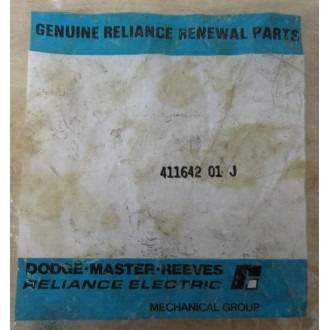 GENUINE RELIANCE RENEWAL PARTS
411642 01 J
DODGE·MASTER·REEVES
RELIANCE ELECTRIC
MECHANICAL GROUP